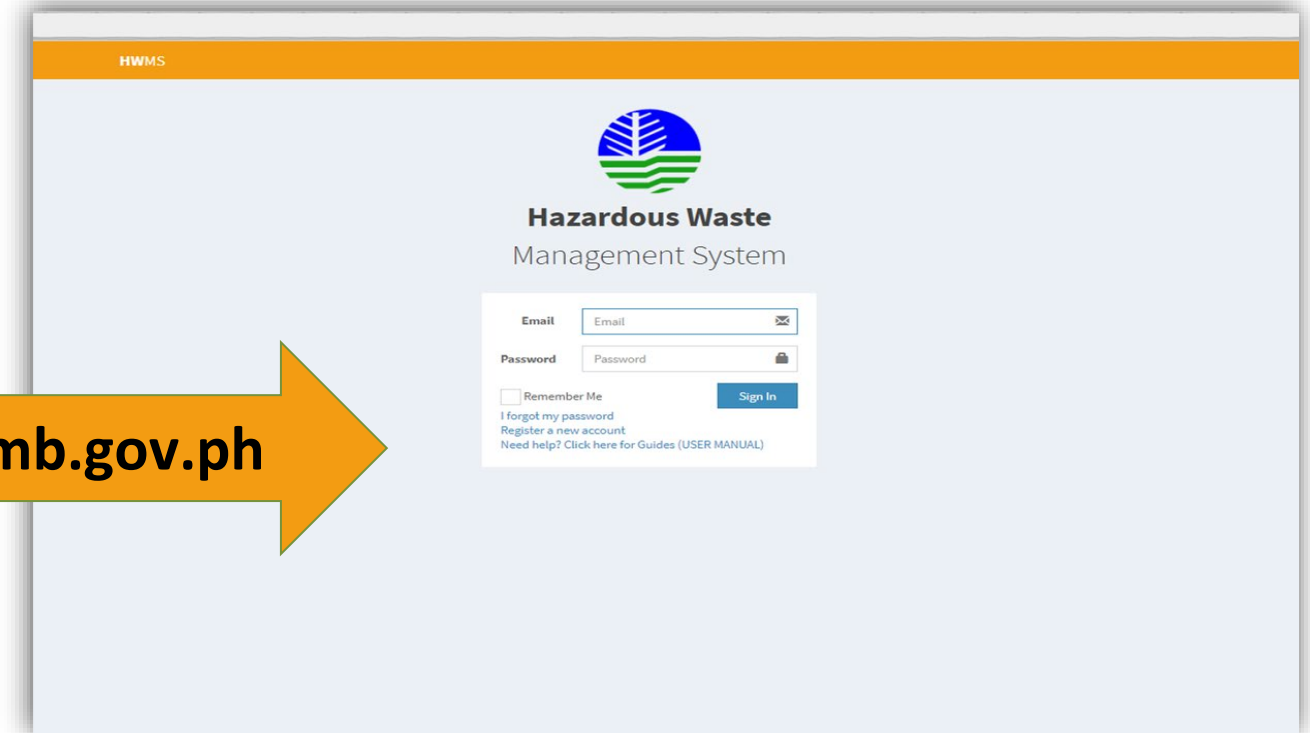 HWMS
Hazardous Waste
Management System
Email Email
Password Password
Remember Me Sign In
I forgot my password
Register a new account
Need help? Click here for Guides (USER MANUAL)
mb.gov.ph